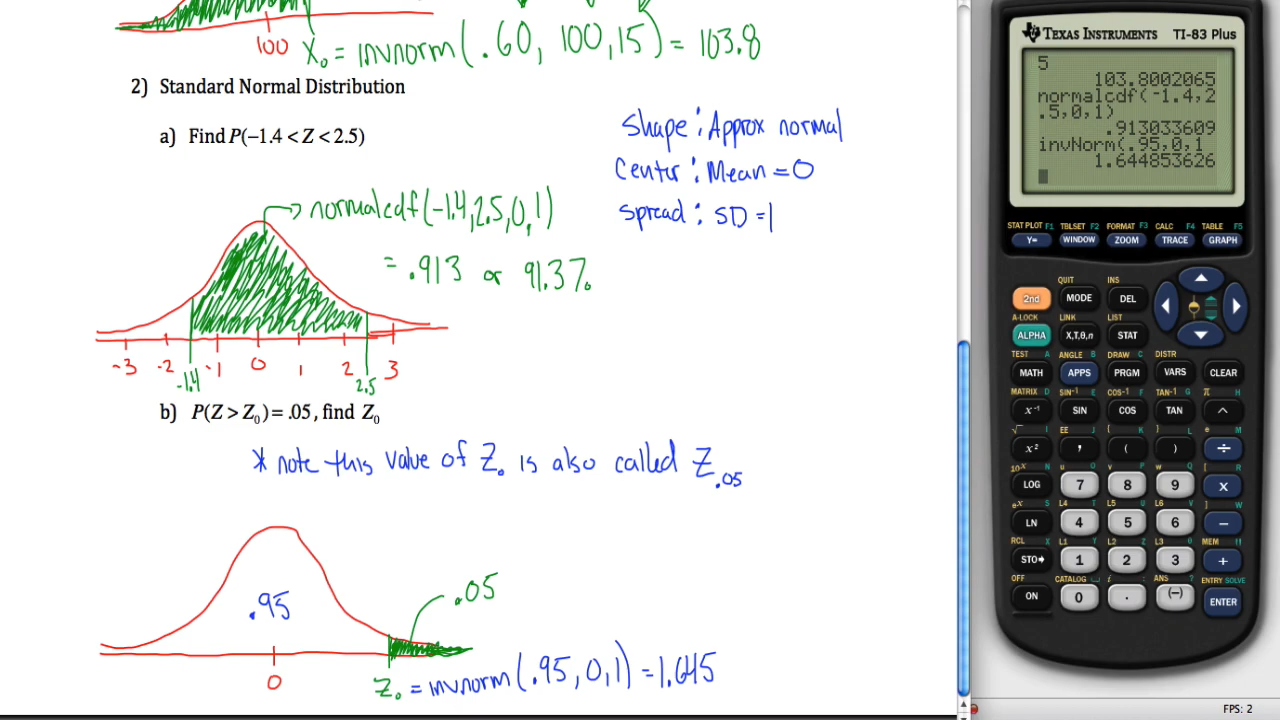 100
X₀ = invnorm(.60, 100, 15) = 103.8
2) Standard Normal Distribution
a) Find P(−1.4 < Z < 2.5)
Shape: Approx normal
Center: Mean = 0
Spread: SD = 1
→ normalcdf(-1.4, 2.5, 0, 1)
= .913 or 91.3%
-3 -2 -1 0 1 2 3
-1.4 2.5
b) P(Z > Z₀) = .05, find Z₀
* note this value of Z₀ is also called Z.05
.05
.95
0
Z₀ = invnorm(.95, 0, 1) = 1.645
TEXAS INSTRUMENTS TI-83 Plus
5
103.8002065
normalcdf(-1.4,2
.5,0,1)
.913033609
invNorm(.95,0,1
1.644853626
STAT PLOT F1 TBLSET F2 FORMAT F3 CALC F4 TABLE F5
Y= WINDOW ZOOM TRACE GRAPH
QUIT INS
2nd MODE DEL
A-LOCK LINK LIST
ALPHA X,T,θ,n STAT
TEST A ANGLE B DRAW C DISTR
MATH APPS PRGM VARS CLEAR
MATRIX D SIN⁻¹ E COS⁻¹ F TAN⁻¹ G π H
x⁻¹ SIN COS TAN ^
√ I EE J { K } L e M
x² , ( ) ÷
10ˣ N u O v P w Q [ R
LOG 7 8 9 x
eˣ S L4 T L5 U L6 V ] W
LN 4 5 6 −
RCL X L1 Y L2 Z L3 θ MEM "
STO➔ 1 2 3 +
OFF CATALOG i : ANS ? ENTRY SOLVE
ON 0 . (−) ENTER
FPS: 2